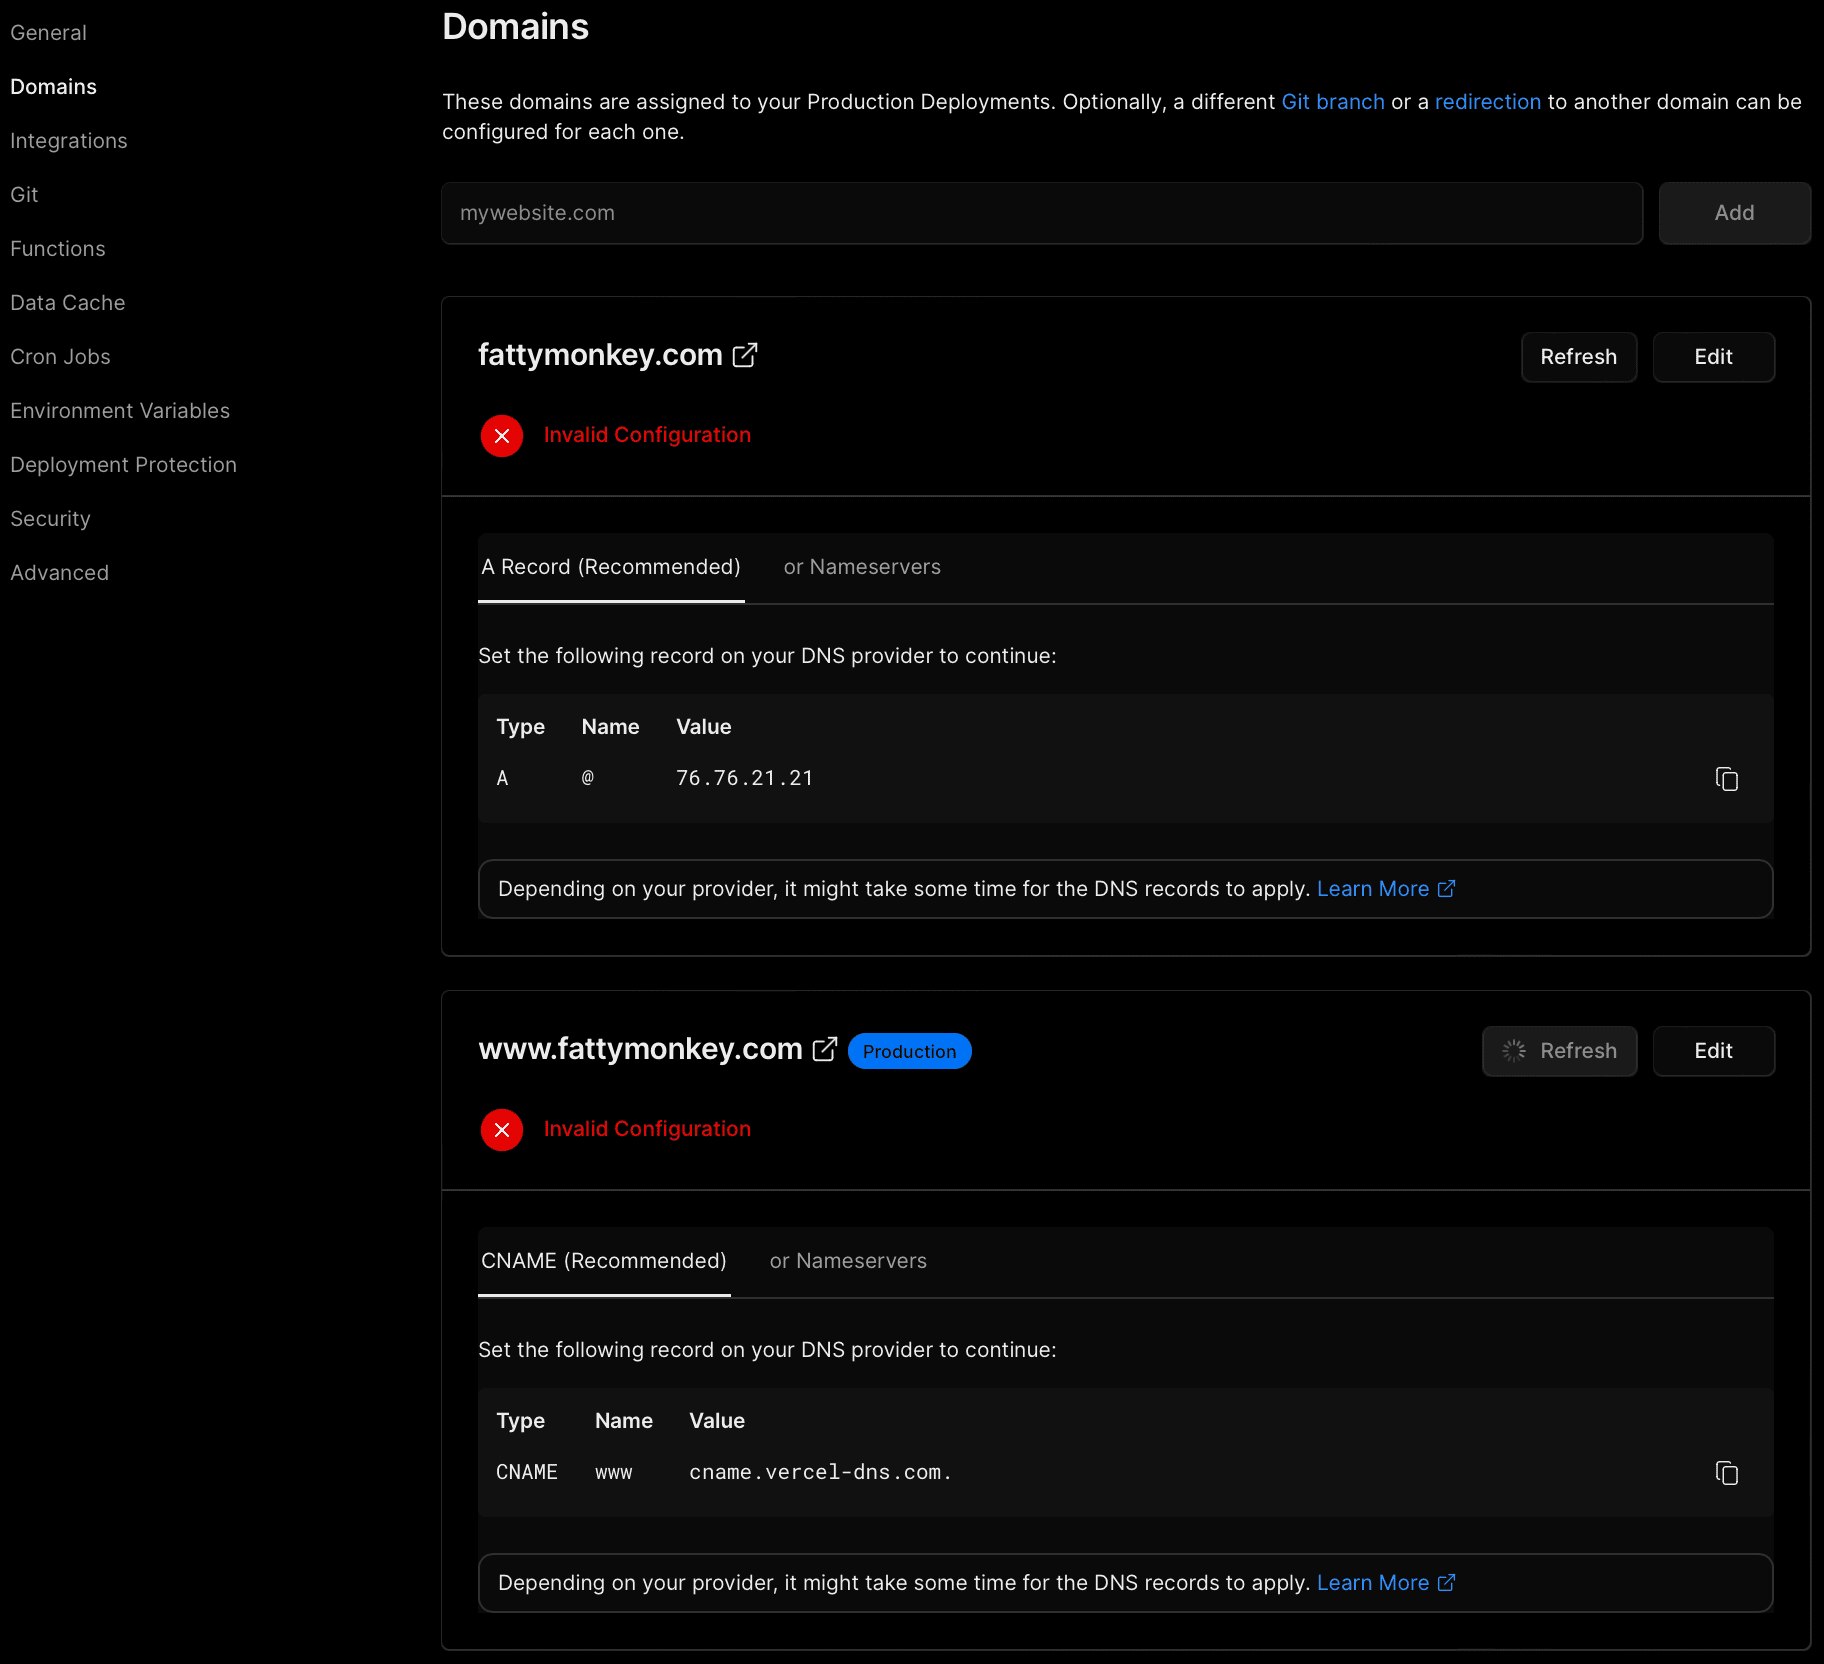 General
Domains
Integrations
Git
Functions
Data Cache
Cron Jobs
Environment Variables
Deployment Protection
Security
Advanced
Domains
These domains are assigned to your Production Deployments. Optionally, a different Git branch or a redirection to another domain can be
configured for each one.
mywebsite.com
Add
fattymonkey.com
Refresh
Edit
Invalid Configuration
A Record (Recommended)
or Nameservers
Set the following record on your DNS provider to continue:
Type Name Value
A @ 76.76.21.21
Depending on your provider, it might take some time for the DNS records to apply. Learn More
www.fattymonkey.com
Production
Refresh
Edit
Invalid Configuration
CNAME (Recommended)
or Nameservers
Set the following record on your DNS provider to continue:
Type Name Value
CNAME www cname.vercel-dns.com.
Depending on your provider, it might take some time for the DNS records to apply. Learn More